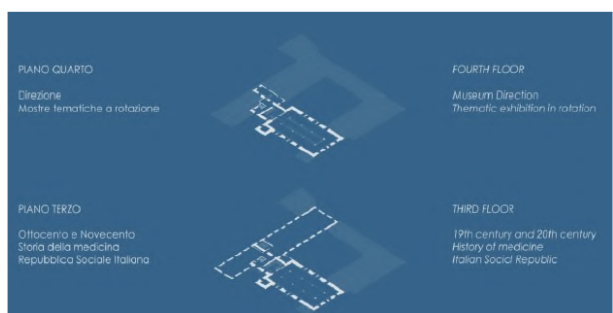 PIANO QUARTO
Direzione
Mostre tematiche a rotazione
FOURTH FLOOR
Museum Direction
Thematic exhibition in rotation
PIANO TERZO
Ottocento e Novecento
Storia della medicina
Repubblica Sociale Italiana
THIRD FLOOR
19th century and 20th century
History of medicine
Italian Social Republic